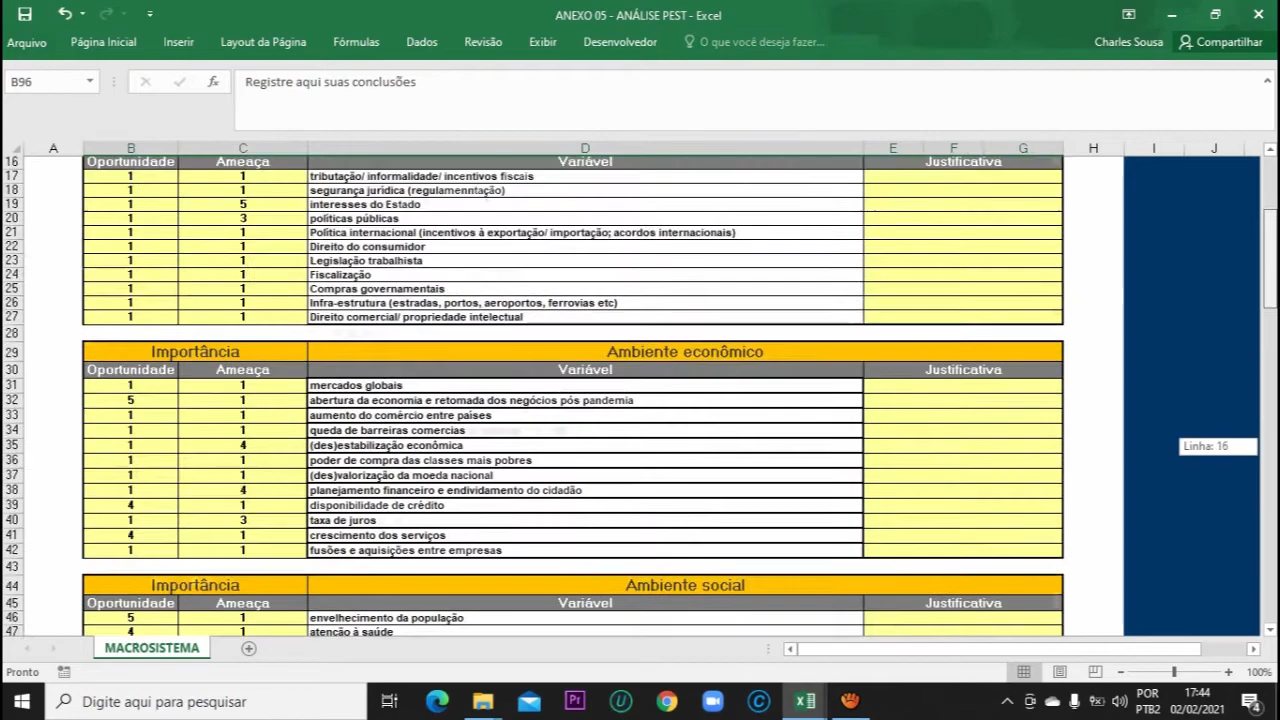 ANEXO 05 - ANÁLISE PEST - Excel
Arquivo Página Inicial Inserir Layout da Página Fórmulas Dados Revisão Exibir Desenvolvedor O que você deseja fazer... Charles Sousa Compartilhar
B96 fx Registre aqui suas conclusões
A B C D E F G H I J
16 Oportunidade Ameaça Variável Justificativa
17 1 1 tributação/ informalidade/ incentivos fiscais
18 1 1 segurança jurídica (regulamenntação)
19 1 5 interesses do Estado
20 1 3 políticas públicas
21 1 1 Política internacional (incentivos à exportação/ importação; acordos internacionais)
22 1 1 Direito do consumidor
23 1 1 Legislação trabalhista
24 1 1 Fiscalização
25 1 1 Compras governamentais
26 1 1 Infra-estrutura (estradas, portos, aeroportos, ferrovias etc)
27 1 1 Direito comercial/ propriedade intelectual
28
29 Importância Ambiente econômico
30 Oportunidade Ameaça Variável Justificativa
31 1 1 mercados globais
32 5 1 abertura da economia e retomada dos negócios pós pandemia
33 1 1 aumento do comércio entre países
34 1 1 queda de barreiras comercias
35 1 4 (des)estabilização econômica
Linha: 16
36 1 1 poder de compra das classes mais pobres
37 1 1 (des)valorização da moeda nacional
38 1 4 planejamento financeiro e endividamento do cidadão
39 4 1 disponibilidade de crédito
40 1 3 taxa de juros
41 4 1 crescimento dos serviços
42 1 1 fusões e aquisições entre empresas
43
44 Importância Ambiente social
45 Oportunidade Ameaça Variável Justificativa
46 5 1 envelhecimento da população
47 4 1 atenção à saúde
MACROSISTEMA
Pronto 100%
Digite aqui para pesquisar POR 17:44
PTB2 02/02/2021 4